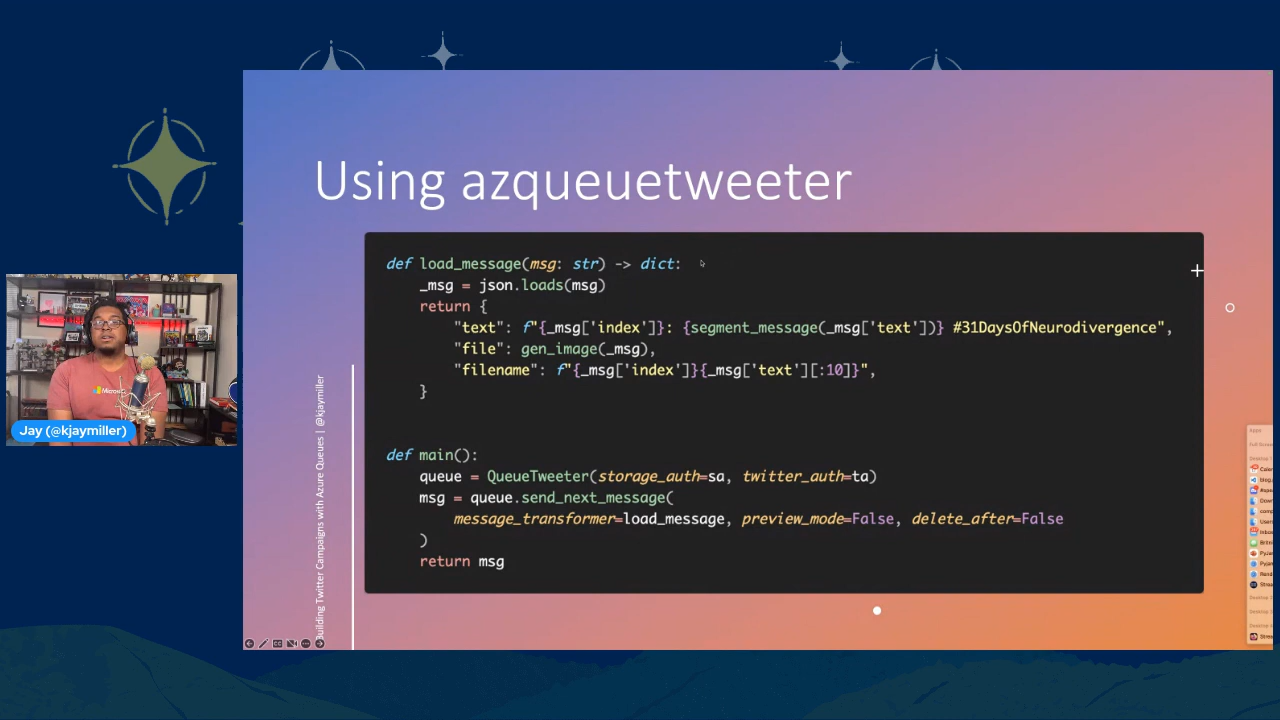 Using azqueuetweeter
def load_message(msg: str) -> dict:
    _msg = json.loads(msg)
    return {
        "text": f"{_msg['index']}: {segment_message(_msg['text'])} #31DaysOfNeurodivergence",
        "file": gen_image(_msg),
        "filename": f"{_msg['index']}{_msg['text'][:10]}",
    }
def main():
    queue = QueueTweeter(storage_auth=sa, twitter_auth=ta)
    msg = queue.send_next_message(
        message_transformer=load_message, preview_mode=False, delete_after=False
    )
    return msg
Building Twitter Campaigns with Azure Queues | @kjaymiller
Jay (@kjaymiller)